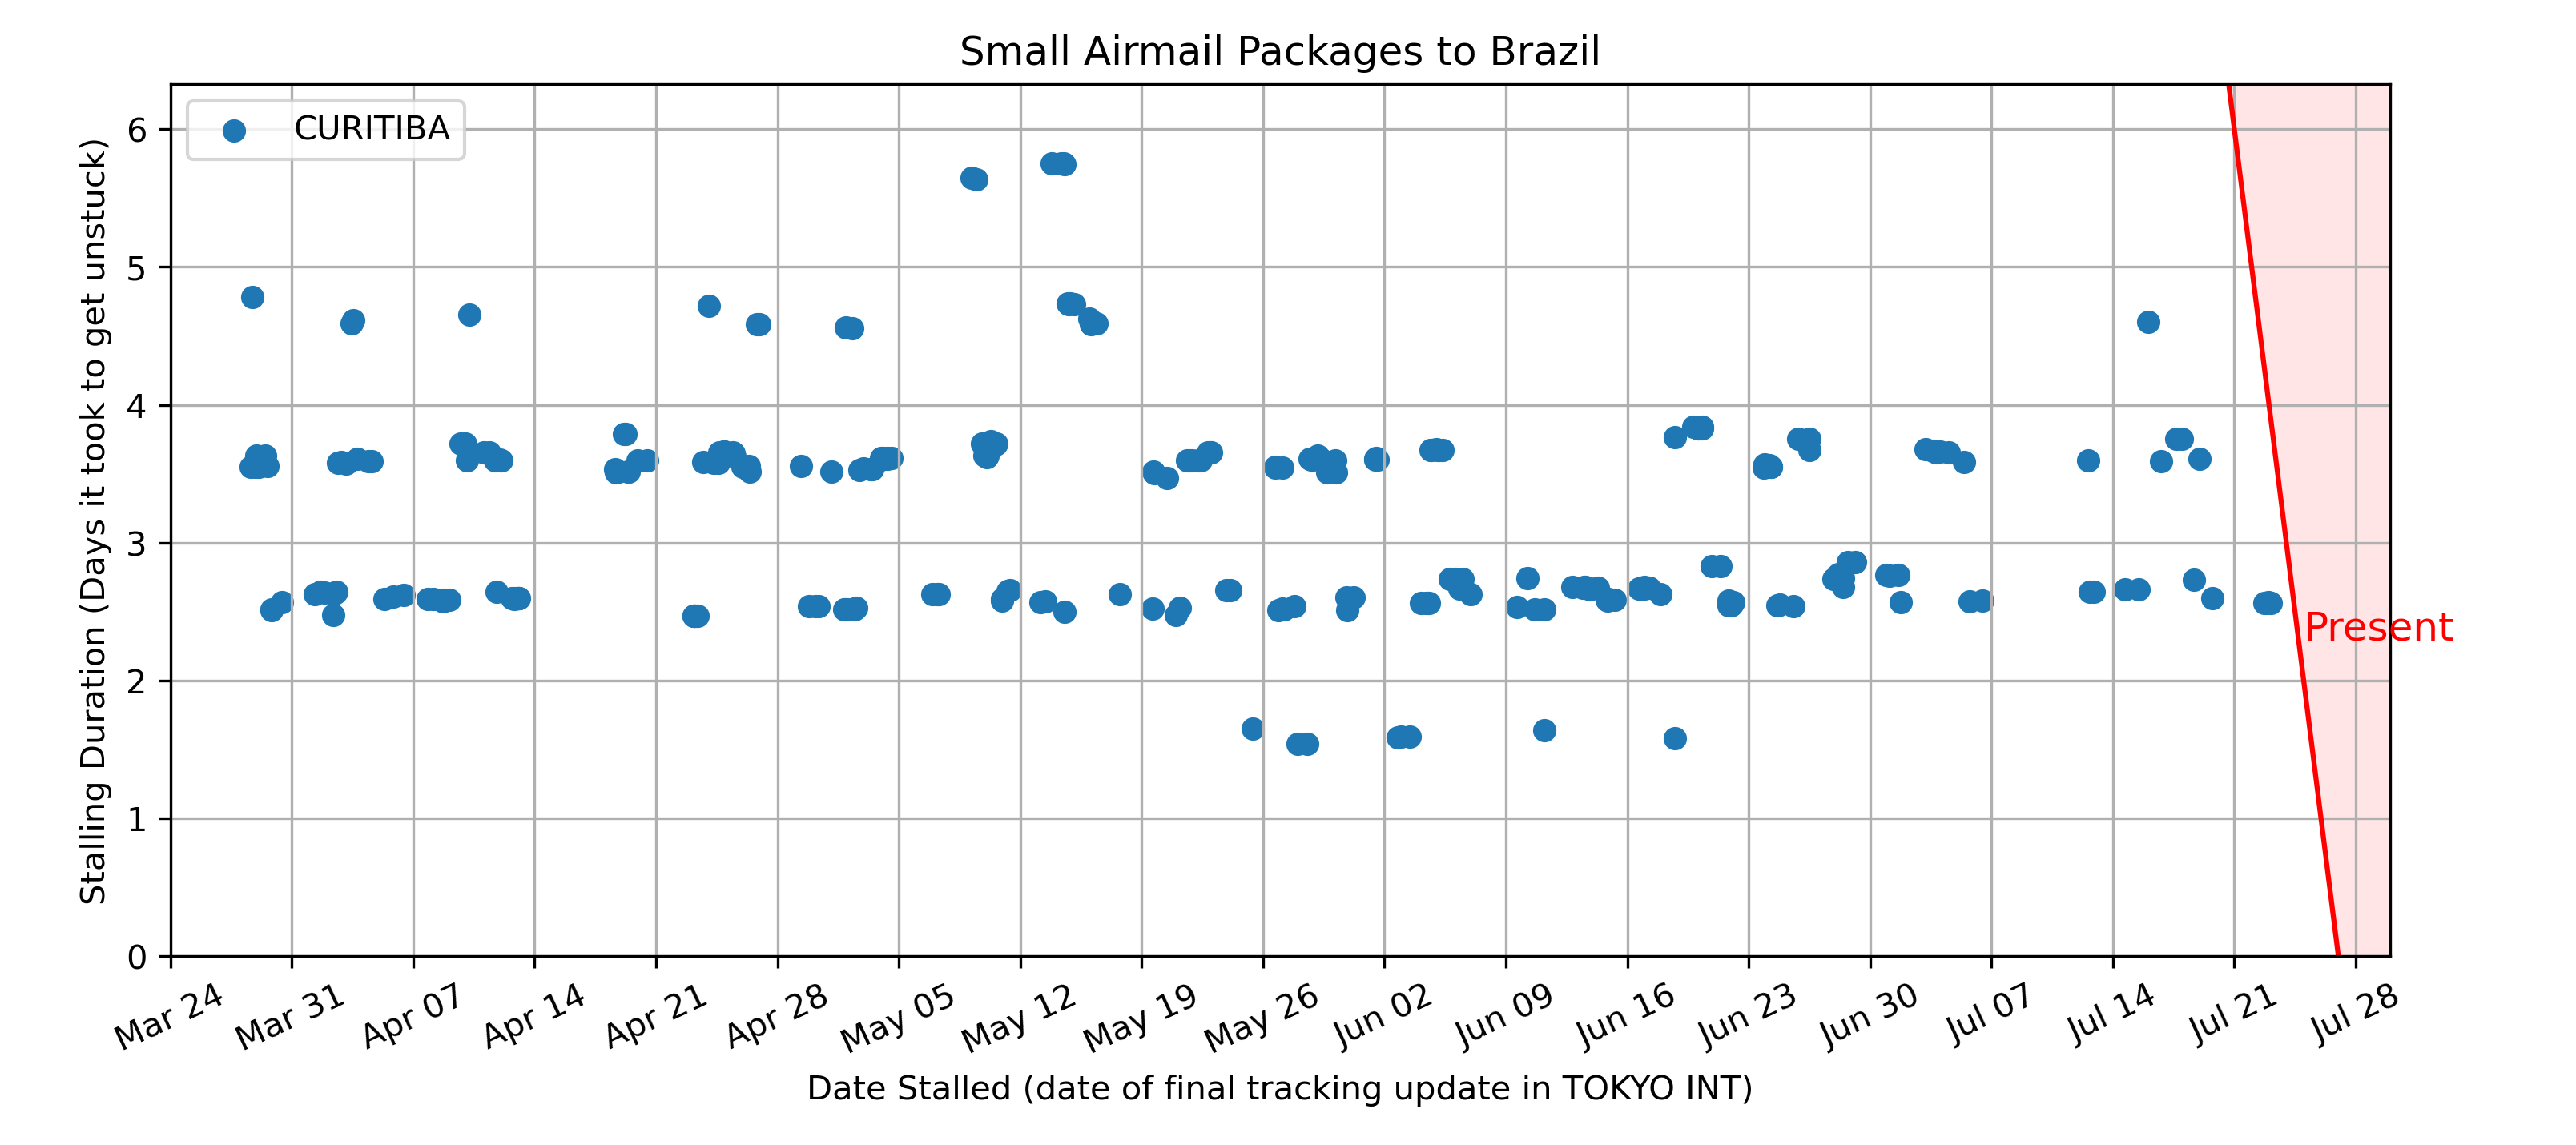 Small Airmail Packages to Brazil
CURITIBA
Stalling Duration (Days it took to get unstuck)
6
5
4
3
2
1
0
Present
Mar 24
Mar 31
Apr 07
Apr 14
Apr 21
Apr 28
May 05
May 12
May 19
May 26
Jun 02
Jun 09
Jun 16
Jun 23
Jun 30
Jul 07
Jul 14
Jul 21
Jul 28
Date Stalled (date of final tracking update in TOKYO INT)